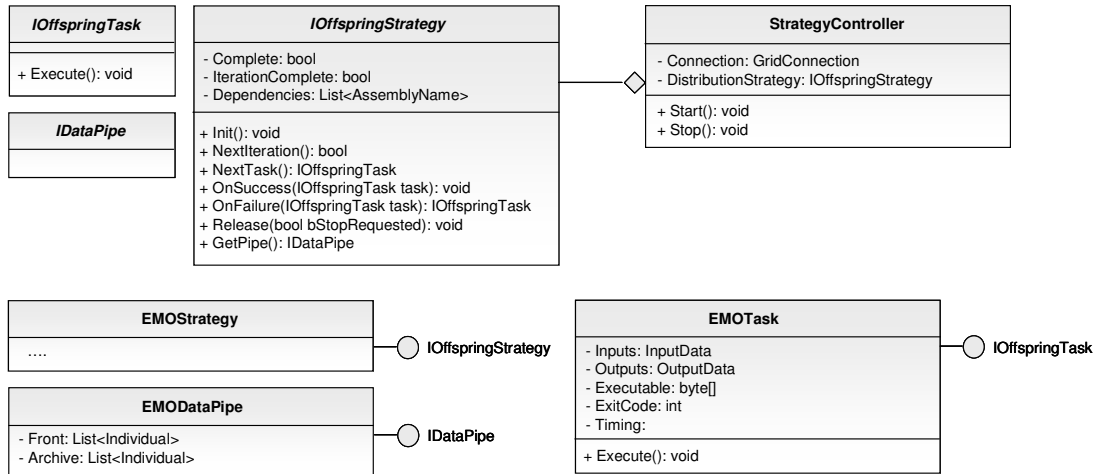 IOffspringTask
+ Execute(): void
IDataPipe
IOffspringStrategy
- Complete: bool
- IterationComplete: bool
- Dependencies: List<AssemblyName>
+ Init(): void
+ NextIteration(): bool
+ NextTask(): IOffspringTask
+ OnSuccess(IOffspringTask task): void
+ OnFailure(IOffspringTask task): IOffspringTask
+ Release(bool bStopRequested): void
+ GetPipe(): IDataPipe
StrategyController
- Connection: GridConnection
- DistributionStrategy: IOffspringStrategy
+ Start(): void
+ Stop(): void
EMOStrategy
....
IOffspringStrategy
EMODataPipe
- Front: List<Individual>
- Archive: List<Individual>
IDataPipe
EMOTask
- Inputs: InputData
- Outputs: OutputData
- Executable: byte[]
- ExitCode: int
- Timing:
+ Execute(): void
IOffspringTask